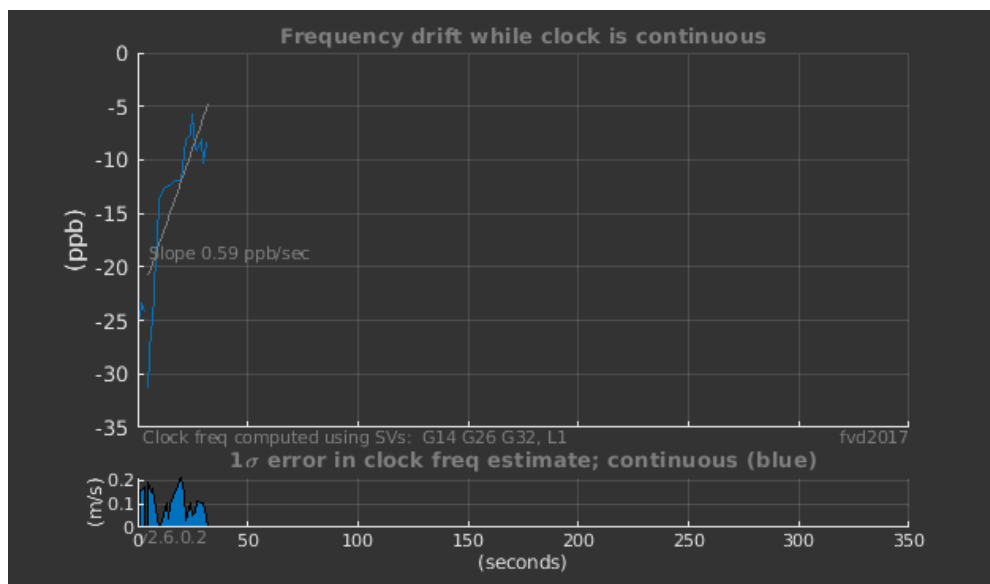 Frequency drift while clock is continuous
0
-5
-10
-15
-20
-25
-30
-35
(ppb)
Slope 0.59 ppb/sec
Clock freq computed using SVs:  G14 G26 G32, L1
fvd2017
1σ error in clock freq estimate; continuous (blue)
0.2
0.1
0
(m/s)
v2.6.0.2
0 50 100 150 200 250 300 350
(seconds)